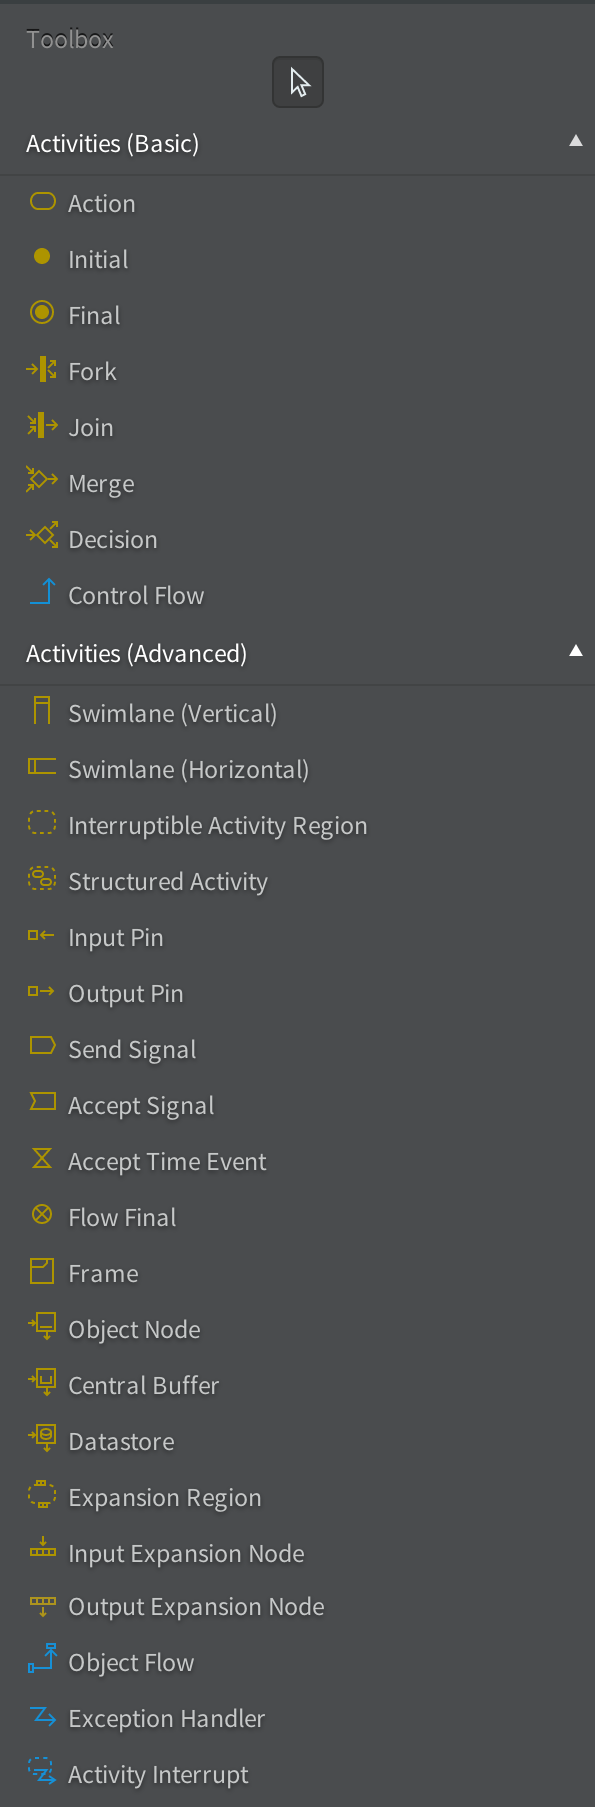 Toolbox
Activities (Basic)
Action
Initial
Final
Fork
Join
Merge
Decision
Control Flow
Activities (Advanced)
Swimlane (Vertical)
Swimlane (Horizontal)
Interruptible Activity Region
Structured Activity
Input Pin
Output Pin
Send Signal
Accept Signal
Accept Time Event
Flow Final
Frame
Object Node
Central Buffer
Datastore
Expansion Region
Input Expansion Node
Output Expansion Node
Object Flow
Exception Handler
Activity Interrupt